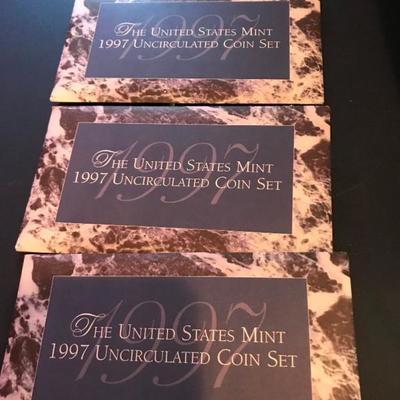 1997
The United States Mint
1997 Uncirculated Coin Set
1997
The United States Mint
1997 Uncirculated Coin Set
1997
The United States Mint
1997 Uncirculated Coin Set